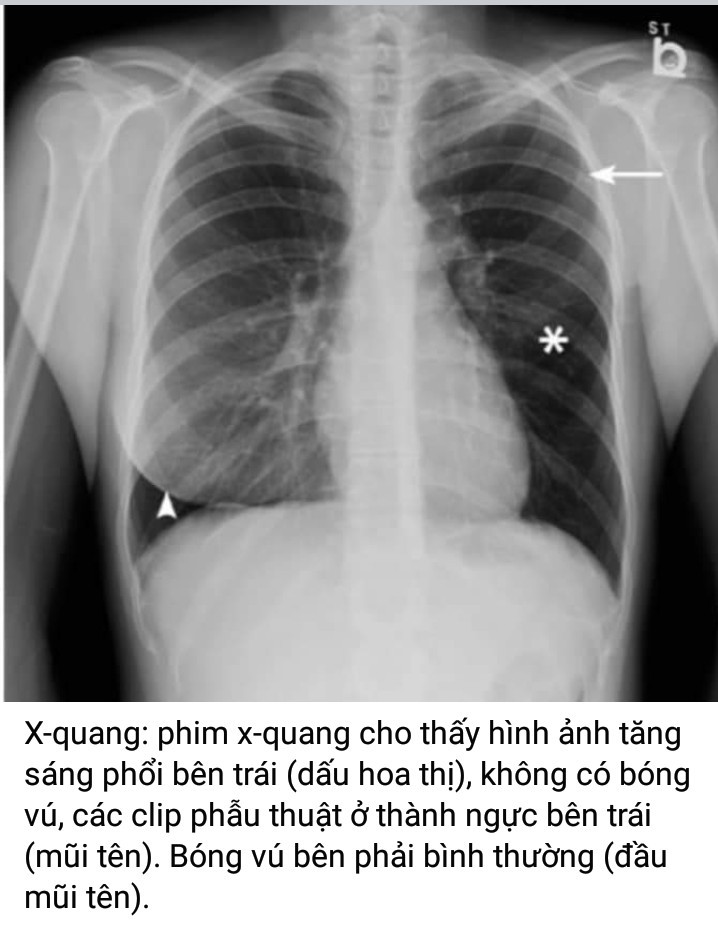 ST
X-quang: phim x-quang cho thấy hình ảnh tăng
sáng phổi bên trái (dấu hoa thị), không có bóng
vú, các clip phẫu thuật ở thành ngực bên trái
(mũi tên). Bóng vú bên phải bình thường (đầu
mũi tên).